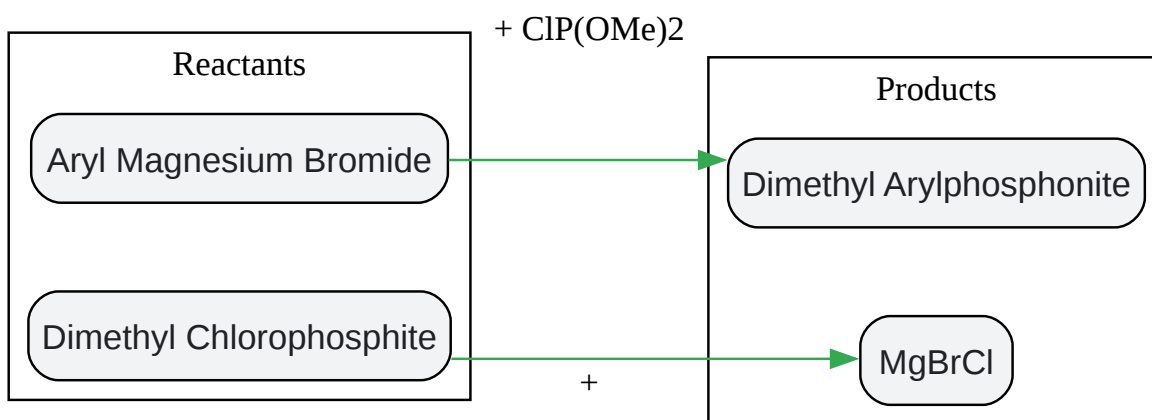 + ClP(OMe)2
Reactants
Products
Aryl Magnesium Bromide
Dimethyl Arylphosphonite
Dimethyl Chlorophosphite
MgBrCl
+